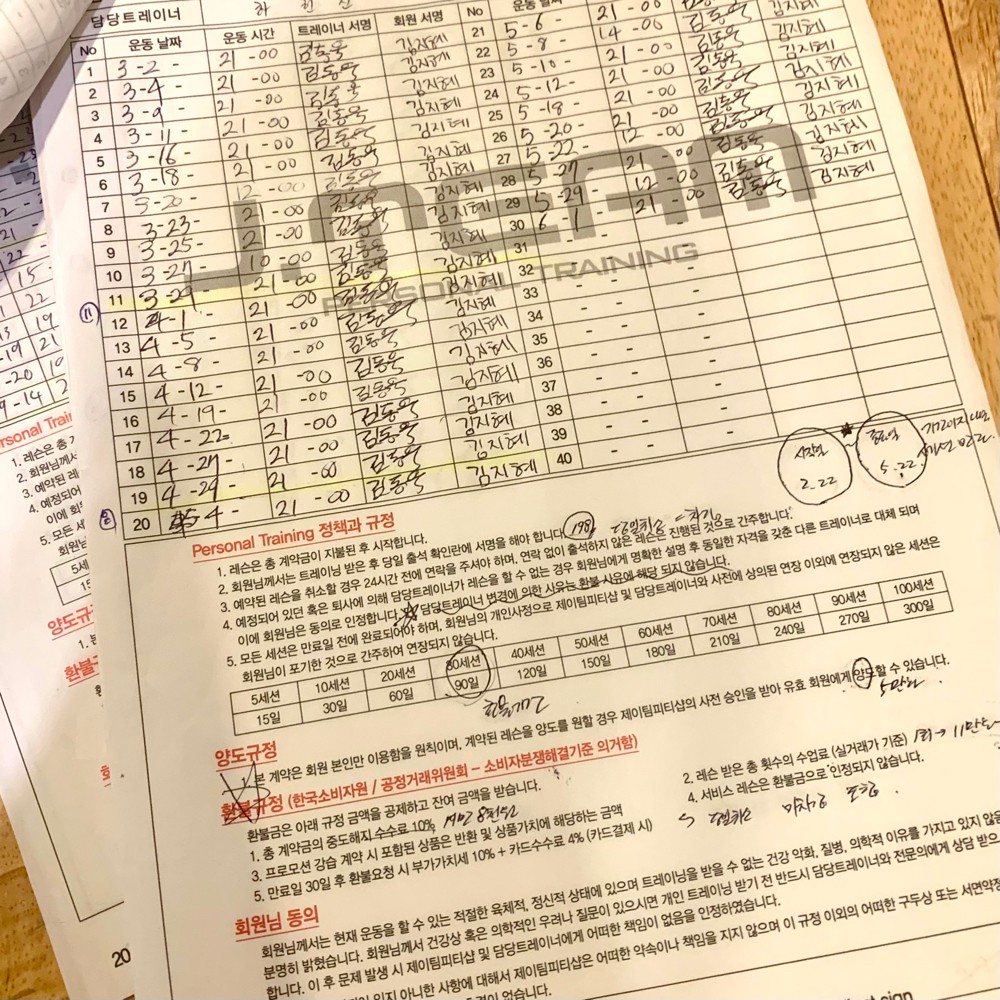 담당트레이너
No 운동 날짜 운동 시간 트레이너 서명 회원 서명
1 3-2- 21-00 김동욱 김지혜
2 3-4- 21-00 김동욱 김지혜
3 3-9- 21-00 김동욱 김지혜
4 3-11- 21-00 김동욱 김지혜
5 3-16- 21-00 김동욱 김지혜
6 3-18- 21-00 김동욱 김지혜
7 3-20- 12-00 김동욱 김지혜
8 3-23- 21-00 김동욱 김지혜
9 3-25- 21-00 김동욱 김지혜
10 3-27- 10-00 김동욱 김지혜
11 3-29 21-00 김동욱 김지혜
12 4-1- 21-00 김동욱 김지혜
13 4-5- 21-00 김동욱 김지혜
14 4-8- 21-00 김동욱 김지혜
15 4-12- 21-00 김동욱 김지혜
16 4-19- 21-00 김동욱 김지혜
17 4-22- 21-00 김동욱 김지혜
18 4-27- 21-00 김동욱 김지혜
19 4-29- 21-00 김동욱 김지혜
20 5-4- 21-00 김동욱 김지혜
21 5-6- 21-00
22 5-8- 14-00 김동욱 김지혜
23 5-10- 21-00 김동욱 김지혜
24 5-12- 21-00 김동욱 김지혜
25 5-18- 21-00 김동욱 김지혜
26 5-20- 21-00 김동욱 김지혜
27 5-22- 12-00 김동욱 김지혜
28 5-27 21-00 김동욱 김지혜
29 5-29- 12-00 김동욱 김지혜
30 6-1- 21-00 김동욱 김지혜
31
32
33
34
35
36
37
38
39
40
J.TEAM
PERSONAL TRAINING
⑪
⑧
시작일 2.22
종료일 5.22
Personal Training 정책과 규정
1. 레슨은 총 계약금이 지불된 후 시작합니다.
2. 회원님께서는 트레이닝 받은 후 당일 출석 확인란에 서명을 해야 합니다.
3. 예약된 레슨을 취소할 경우 24시간 전에 연락을 주셔야 하며, 연락 없이 출석하지 않은 레슨은 진행된 것으로 간주합니다.
4. 예정되어 있던 혹은 퇴사에 의해 담당트레이너가 레슨을 할 수 없는 경우 회원님에게 명확한 설명 후 동일한 자격을 갖춘 다른 트레이너로 대체 되며
이에 회원님은 동의로 인정합니다. 담당트레이너 변경에 의한 사유는 환불 사유에 해당 되지 않습니다.
5. 모든 세션은 만료일 전에 완료되어야 하며, 회원님의 개인사정으로 제이팀피티샵 및 담당트레이너와 사전에 상의된 연장 이외에 연장되지 않은 세션은
회원님이 포기한 것으로 간주하여 연장되지 않습니다.
5세션 10세션 20세션 30세션 40세션 50세션 60세션 70세션 80세션 90세션 100세션
15일 30일 60일 90일 120일 150일 180일 210일 240일 270일 300일
양도규정
본 계약은 회원 본인만 이용함을 원칙이며, 계약된 레슨을 양도를 원할 경우 제이팀피티샵의 사전 승인을 받아 유효 회원에게 양도할 수 있습니다.
5만원.
환불규정 (한국소비자원 / 공정거래위원회 – 소비자분쟁해결기준 의거함)
환불금은 아래 규정 금액을 공제하고 잔여 금액을 받습니다.
1. 총 계약금의 중도해지 수수료 10%
2. 레슨 받은 총 횟수의 수업료 (실거래가 기준) 1회 → 11만원
3. 프로모션 강습 계약 시 포함된 상품은 반환 및 상품가치에 해당하는 금액
4. 서비스 레슨은 환불금으로 인정되지 않습니다.
5. 만료일 30일 후 환불요청 시 부가가치세 10% + 카드수수료 4% (카드결제 시)
회원님 동의
회원님께서는 현재 운동을 할 수 있는 적절한 육체적, 정신적 상태에 있으며 트레이닝을 받을 수 없는 건강 악화, 질병, 의학적 이유를 가지고 있지 않음
분명히 밝혔습니다. 회원님께서 건강상 혹은 의학적인 우려나 질문이 있으시면 개인 트레이닝 받기 전 반드시 담당트레이너와 전문의에게 상담 받으
합니다. 이 후 문제 발생 시 제이팀피티샵 및 담당트레이너에게 어떠한 책임이 없음을 인정하였습니다.
있지 아니한 사항에 대해서 제이팀피티샵은 어떠한 약속이나 책임을 지지 않으며 이 규정 이외의 어떠한 구두상 또는 서면약정